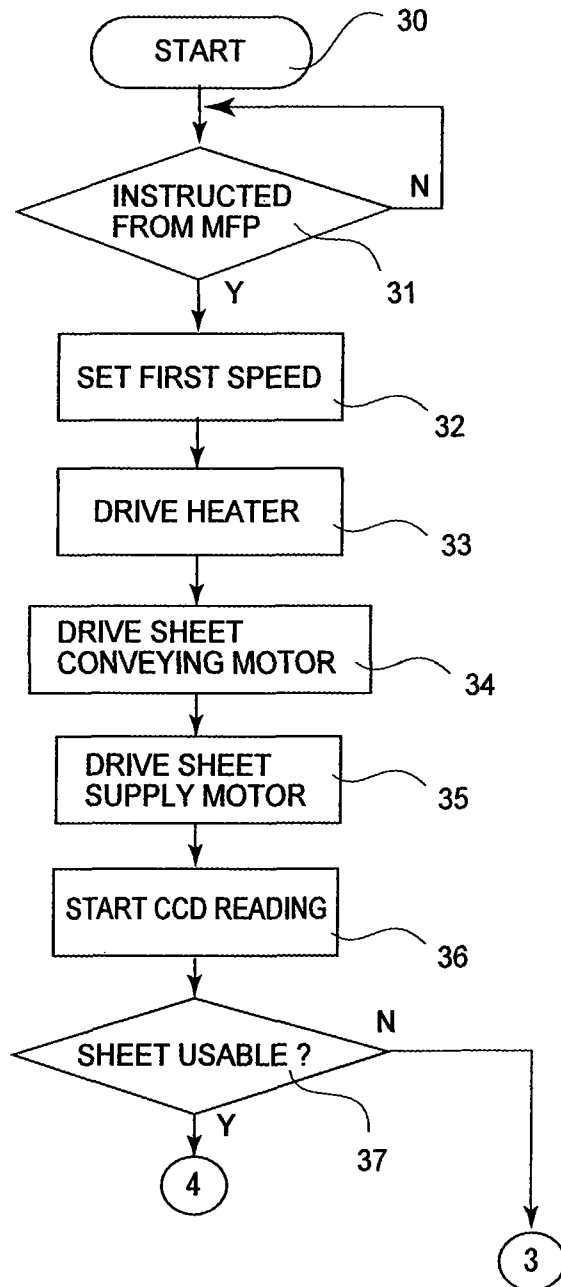 START
30
INSTRUCTED
FROM MFP
N
31
Y
SET FIRST SPEED
32
DRIVE HEATER
33
DRIVE SHEET
CONVEYING MOTOR
34
DRIVE SHEET
SUPPLY MOTOR
35
START CCD READING
36
N
SHEET USABLE ?
Y
37
4
3